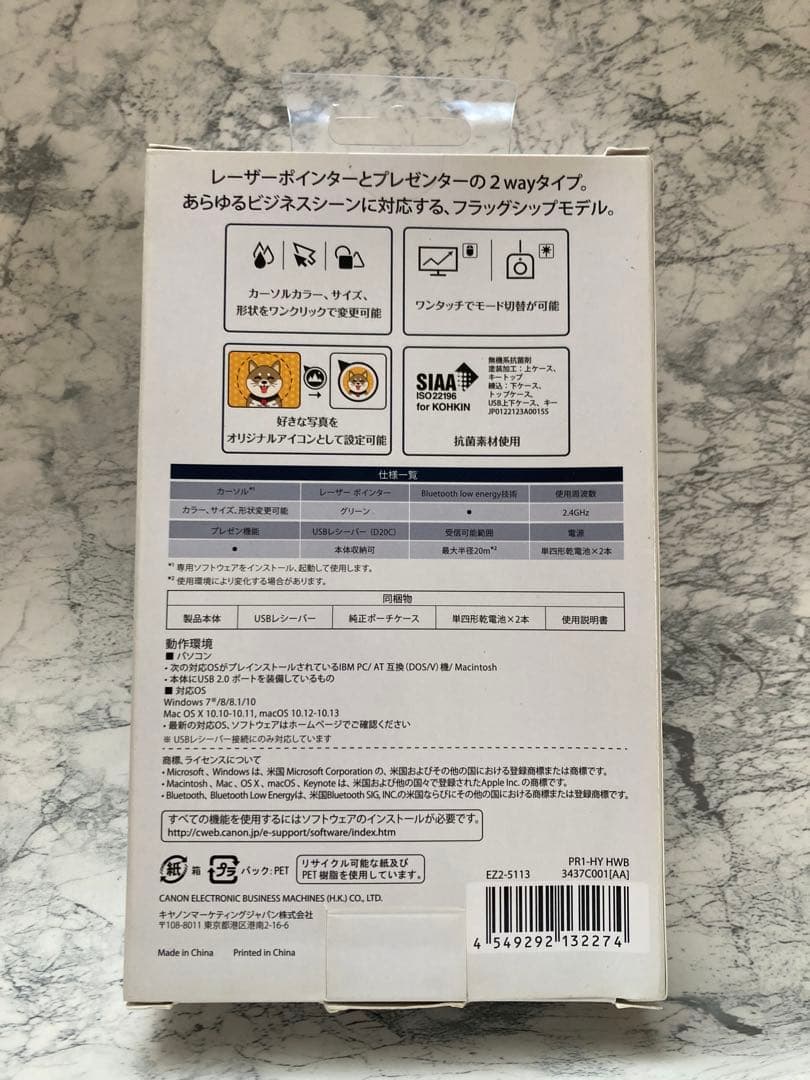 レーザーポインターとプレゼンターの2wayタイプ。
あらゆるビジネスシーンに対応する、フラッグシップモデル。
カーソルカラー、サイズ、
形状をワンクリックで変更可能
ワンタッチでモード切替が可能
好きな写真を
オリジナルアイコンとして設定可能
SIAA
ISO 22196
for KOHKIN
無機系抗菌剤
塗装加工：上ケース、
キートップ
練込：下ケース、
トップケース、
USB上下ケース、キー
JP0122123A0015S
抗菌素材使用
仕様一覧
カーソル*1 レーザー ポインター Bluetooth low energy技術 使用周波数
カラー、サイズ、形状変更可能 グリーン ● 2.4GHz
プレゼン機能 USBレシーバー（D20C） 受信可能範囲 電源
● 本体収納可 最大半径20m*2 単四形乾電池×2本
*1 専用ソフトウェアをインストール、起動して使用します。
*2 使用環境により変化する場合があります。
同梱物
製品本体 USBレシーバー 純正ポーチケース 単四形乾電池×2本 使用説明書
動作環境
■ パソコン
・次の対応OSがプレインストールされているIBM PC/ AT 互換（DOS/V）機/ Macintosh
・本体にUSB 2.0 ポートを装備しているもの
■ 対応OS
Windows 7※/8/8.1/10
Mac OS X 10.10-10.11, macOS 10.12-10.13
・最新の対応OS、ソフトウェアはホームページでご確認ください
※ USBレシーバー接続にのみ対応しています
商標、ライセンスについて
・Microsoft 、Windows は、米国 Microsoft Corporation の、米国およびその他の国における登録商標または商標です。
・Macintosh 、Mac 、OS X 、macOS 、Keynote は、米国および他の国々で登録されたApple Inc. の商標です。
・Bluetooth、Bluetooth Low Energyは、米国Bluetooth SIG, INC.の米国ならびにその他の国における商標または登録商標です。
すべての機能を使用するにはソフトウェアのインストールが必要です。
http://cweb.canon.jp/e-support/software/index.htm
紙 箱 プラ パック: PET
リサイクル可能な紙及び
PET 樹脂を使用しています。
CANON ELECTRONIC BUSINESS MACHINES (H.K.) CO., LTD.
キヤノンマーケティングジャパン株式会社
〒108-8011 東京都港区港南2-16-6
Made in China Printed in China
EZ2-5113
PR1-HY HWB
3437C001[AA]
4 549292 132274